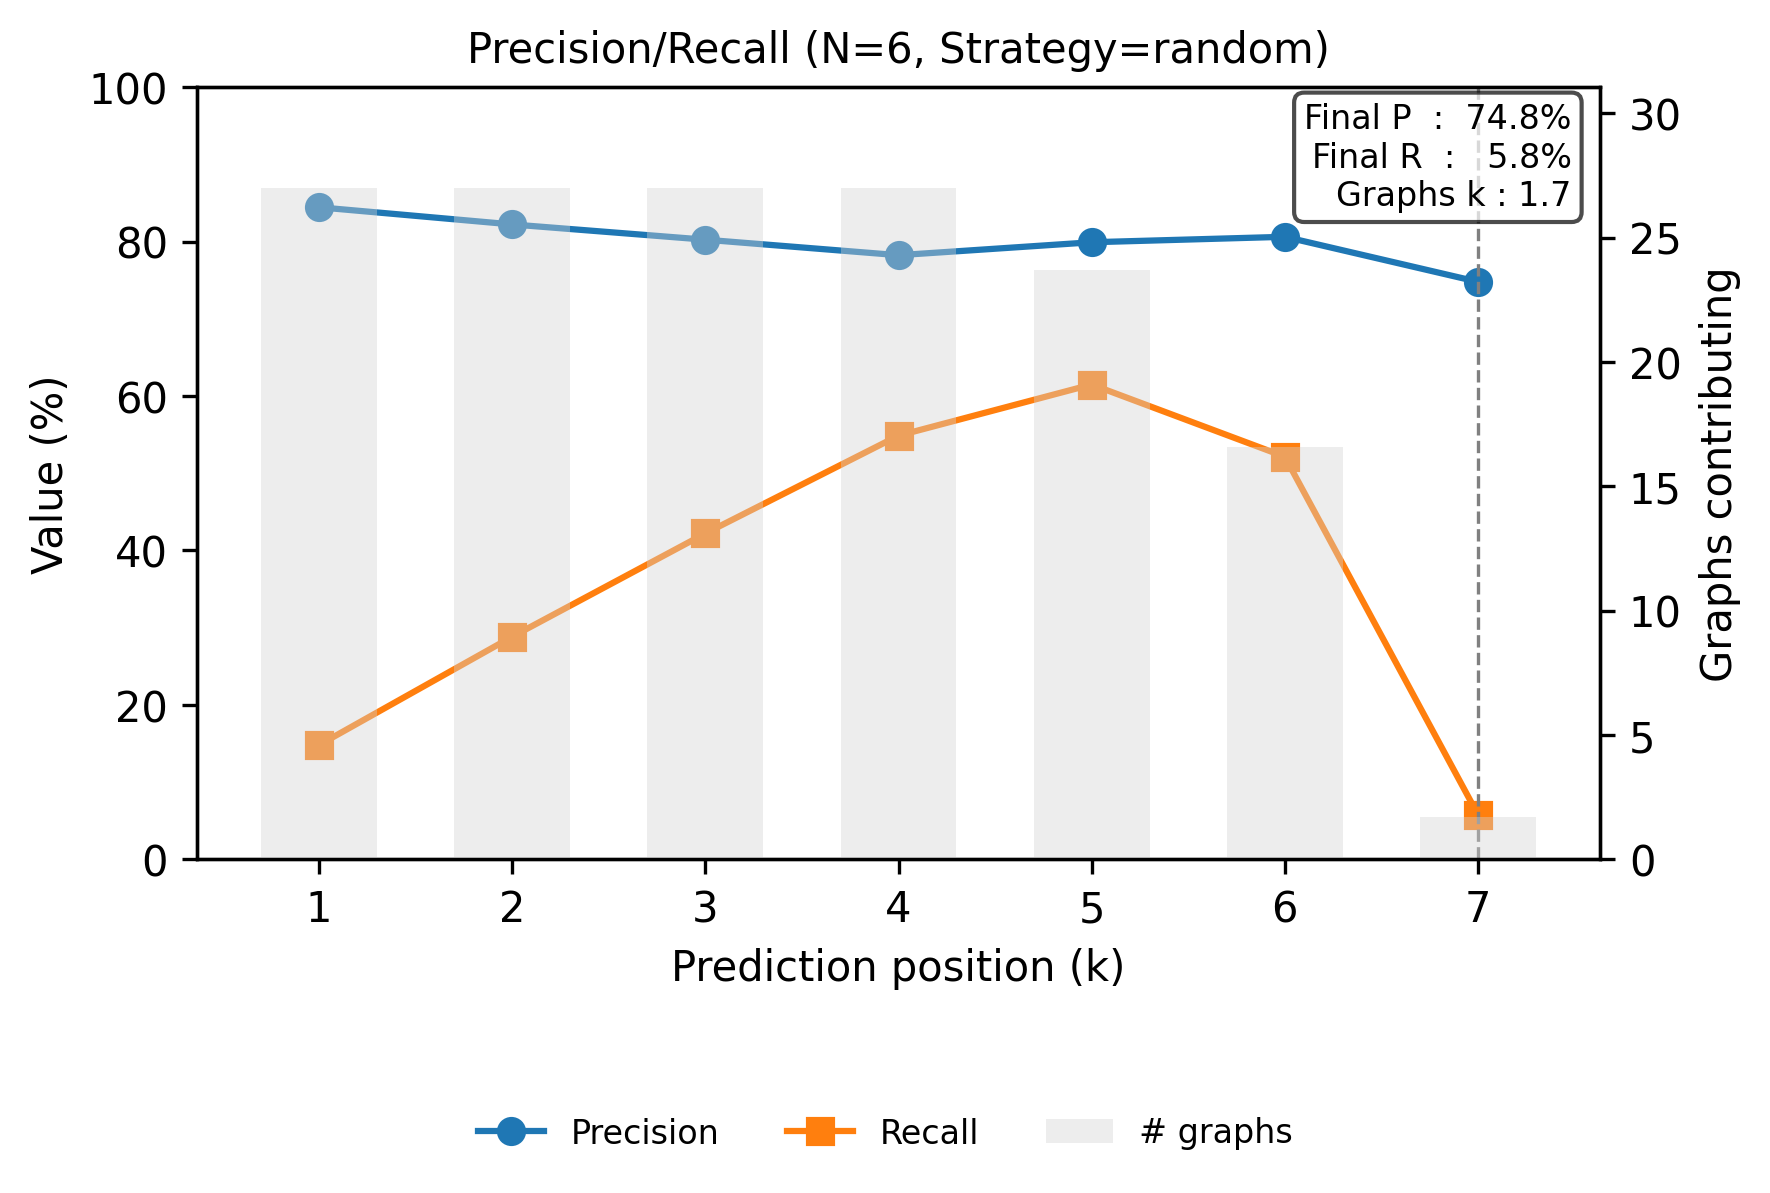 Precision/Recall (N=6, Strategy=random)
100
80
60
40
20
0
Value (%)
30
25
20
15
10
5
0
Graphs contributing
Final P : 74.8%
Final R : 5.8%
Graphs k : 1.7
1 2 3 4 5 6 7
Prediction position (k)
Precision Recall # graphs